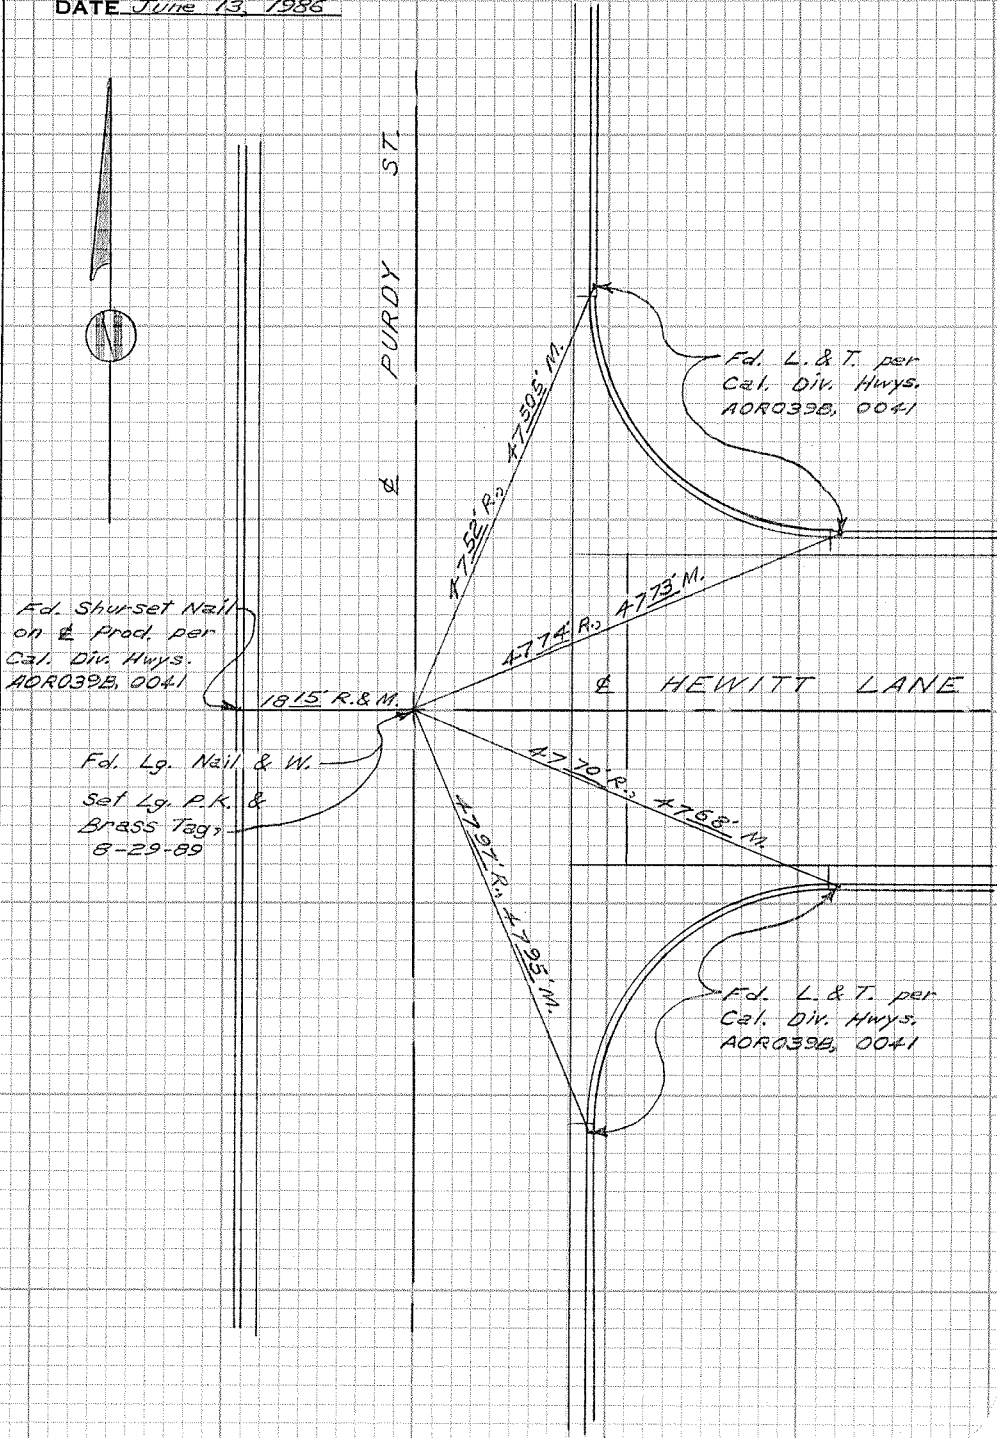 DATE June 13, 1986
℄ PURDY ST.
Fd. L. & T. per
Cal. Div. Hwys.
AOR039B, 0041
47 52' R., 47 505' M.
47 74' R., 47 73' M.
Fd. Shurset Nail
on ℄ Prod. per
Cal. Div. Hwys.
AOR039B, 0041
18 15' R. & M.
℄ HEWITT LANE
Fd. Lg. Nail & W.
Set Lg. P.K. &
Brass Tag,
8-29-89
47 70' R., 47 68' M.
47 97' R., 47 95' M.
Fd. L. & T. per
Cal. Div. Hwys.
AOR039B, 0041
N